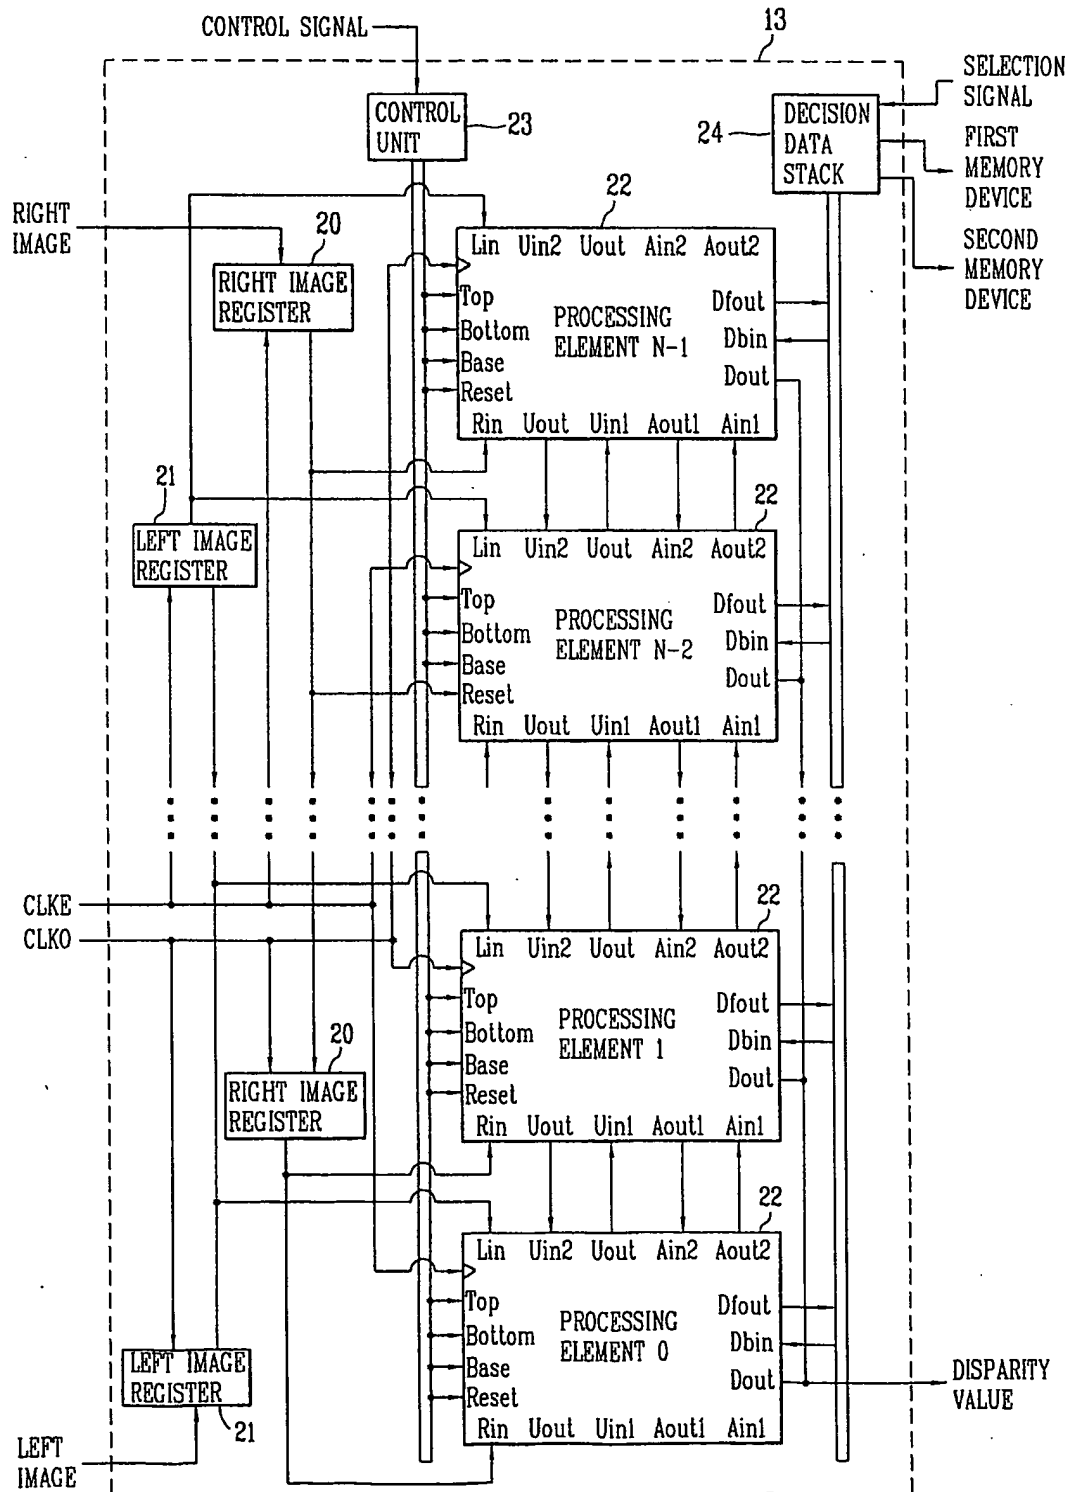 CONTROL SIGNAL
13
SELECTION
SIGNAL
CONTROL
UNIT
23
24
DECISION
DATA
STACK
FIRST
MEMORY
DEVICE
SECOND
MEMORY
DEVICE
RIGHT
IMAGE
20
RIGHT IMAGE
REGISTER
22
Lin Uin2 Uout Ain2 Aout2
Top
Bottom
Base
Reset
PROCESSING
ELEMENT N-1
Dfout
Dbin
Dout
Rin Uout Uin1 Aout1 Ain1
21
LEFT IMAGE
REGISTER
22
Lin Uin2 Uout Ain2 Aout2
Top
Bottom
Base
Reset
PROCESSING
ELEMENT N-2
Dfout
Dbin
Dout
Rin Uout Uin1 Aout1 Ain1
CLKE
CLKO
22
Lin Uin2 Uout Ain2 Aout2
Top
Bottom
Base
Reset
PROCESSING
ELEMENT 1
Dfout
Dbin
Dout
Rin Uout Uin1 Aout1 Ain1
20
RIGHT IMAGE
REGISTER
22
Lin Uin2 Uout Ain2 Aout2
Top
Bottom
Base
Reset
PROCESSING
ELEMENT 0
Dfout
Dbin
Dout
Rin Uout Uin1 Aout1 Ain1
LEFT IMAGE
REGISTER
21
LEFT
IMAGE
DISPARITY
VALUE